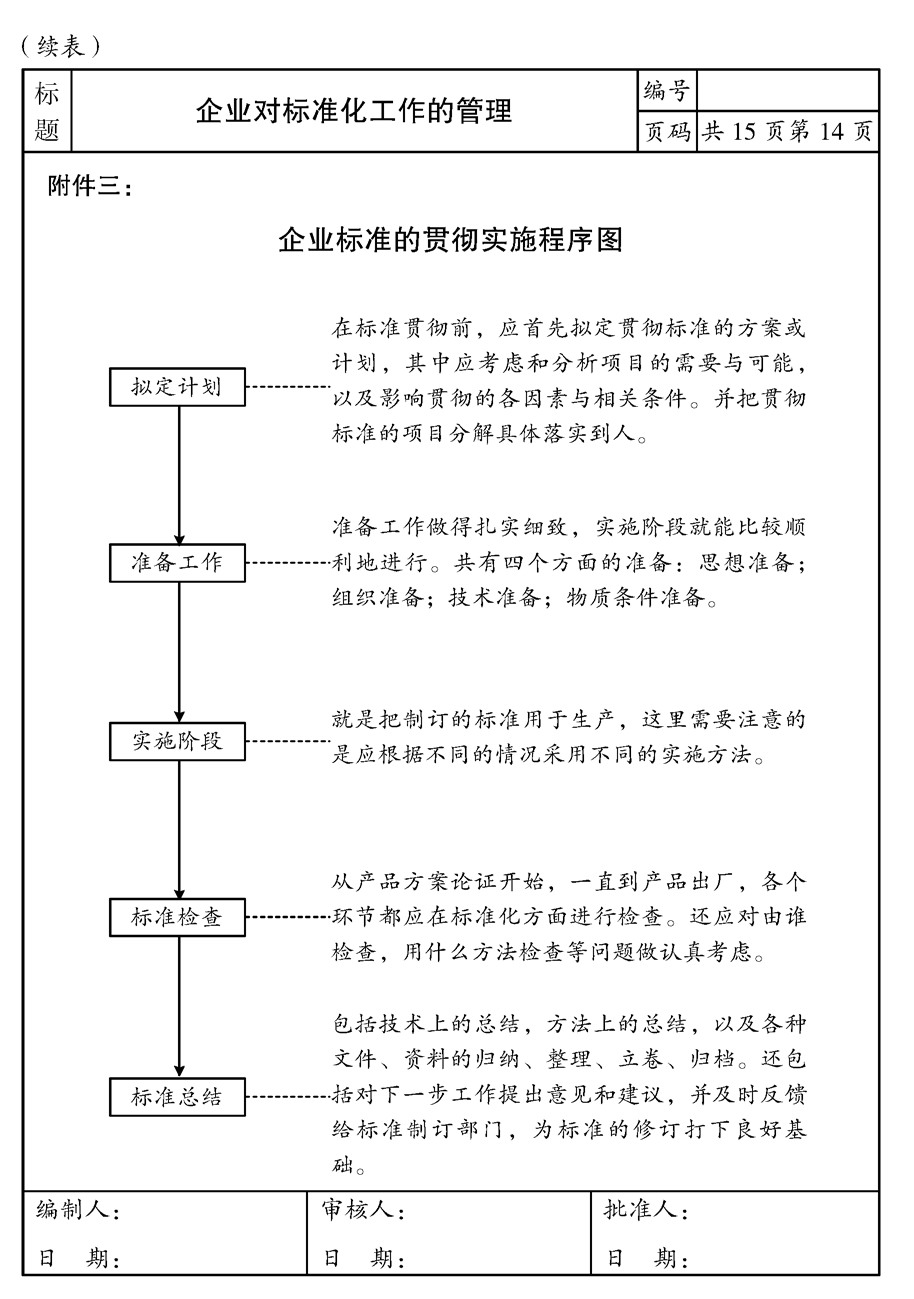 （续表）
标题
企业对标准化工作的管理
编号
页码
共 15 页第 14 页
附件三：
企业标准的贯彻实施程序图
拟定计划
在标准贯彻前，应首先拟定贯彻标准的方案或
计划，其中应考虑和分析项目的需要与可能，
以及影响贯彻的各因素与相关条件。并把贯彻
标准的项目分解具体落实到人。
准备工作
准备工作做得扎实细致，实施阶段就能比较顺
利地进行。共有四个方面的准备：思想准备；
组织准备；技术准备；物质条件准备。
实施阶段
就是把制订的标准用于生产，这里需要注意的
是应根据不同的情况采用不同的实施方法。
标准检查
从产品方案论证开始，一直到产品出厂，各个
环节都应在标准化方面进行检查。还应对由谁
检查，用什么方法检查等问题做认真考虑。
标准总结
包括技术上的总结，方法上的总结，以及各种
文件、资料的归纳、整理、立卷、归档。还包
括对下一步工作提出意见和建议，并及时反馈
给标准制订部门，为标准的修订打下良好基
础。
编制人：
日　期：
审核人：
日　期：
批准人：
日　期：